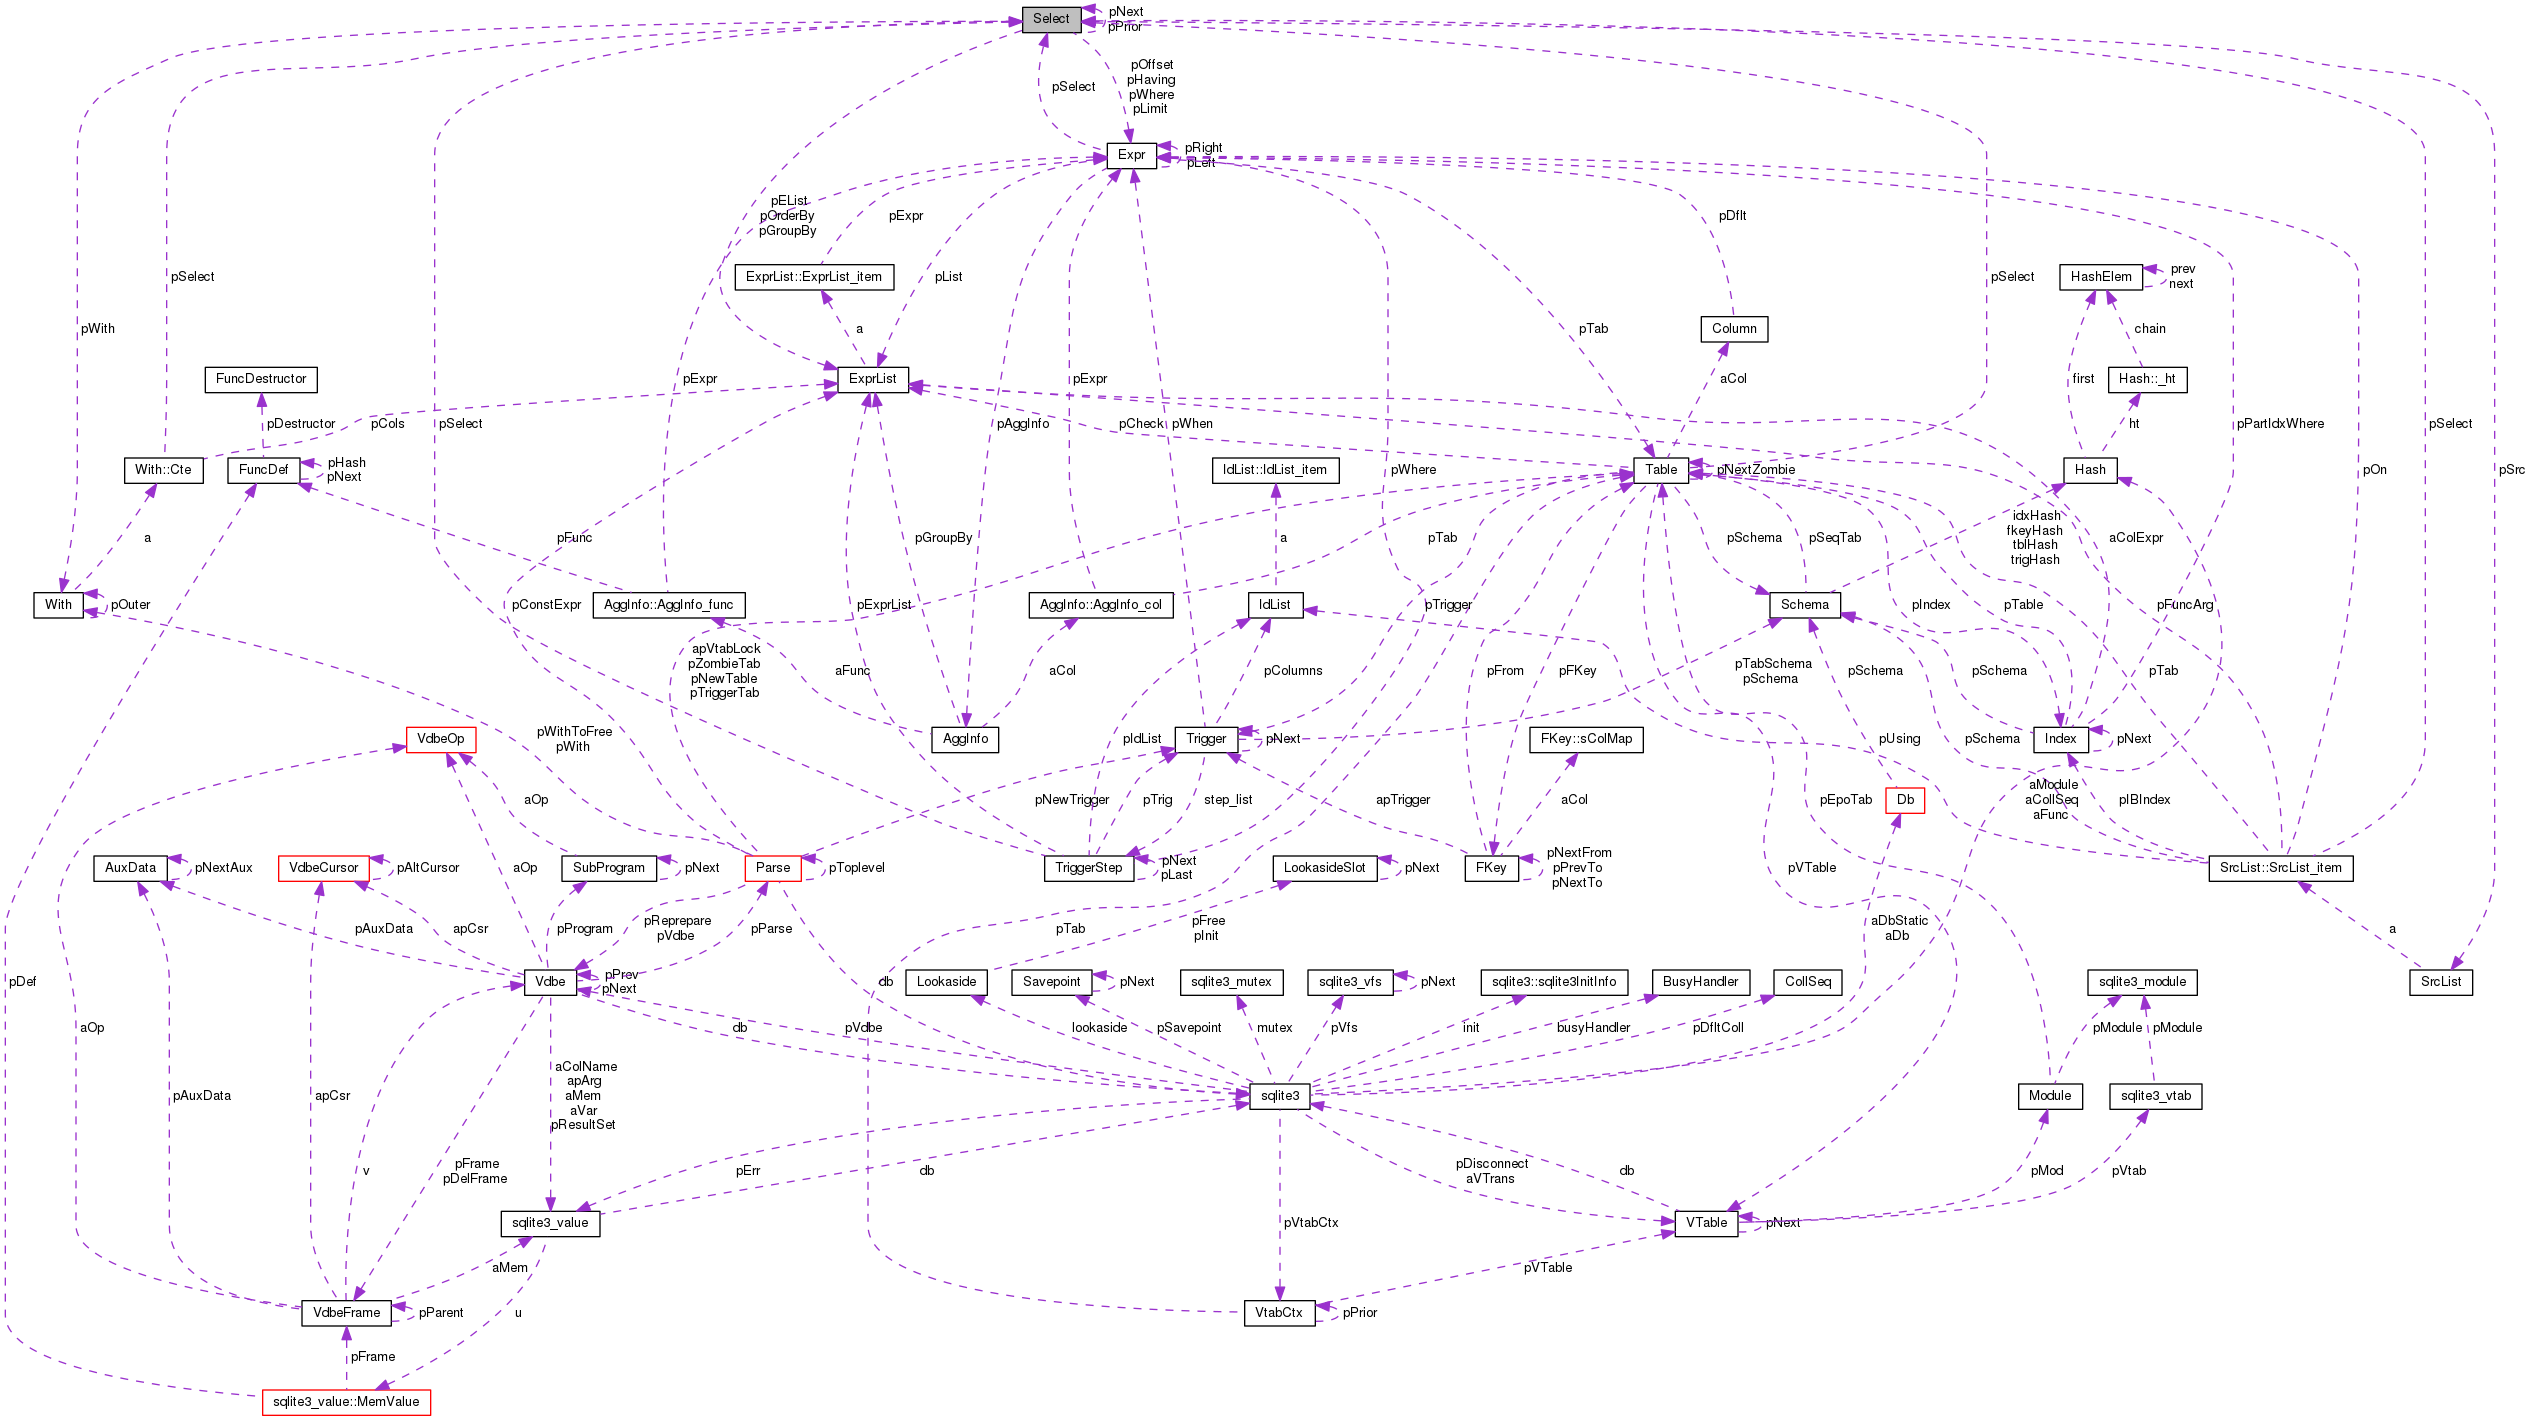 Select
pNext
pPrior
pOffset
pHaving
pWhere
pLimit
pSelect
Expr
pRight
pLeft
pEList
pOrderBy
pGroupBy
pExpr
pDflt
ExprList::ExprList_item
pList
pSelect
pSelect
HashElem
prev
next
pWith
a
pTab
Column
chain
FuncDestructor
ExprList
pExpr
pExpr
aCol
first
Hash::_ht
pDestructor
pCols
pSelect
pAggInfo
pCheck
pWhen
ht
pPartIdxWhere
pSelect
With::Cte
FuncDef
pHash
pNext
IdList::IdList_item
pWhere
Table
pNextZombie
Hash
pOn
pSrc
a
pFunc
pGroupBy
a
pTab
pSchema
pSeqTab
idxHash
fkeyHash
tblHash
trigHash
aColExpr
With
pOuter
pConstExpr
AggInfo::AggInfo_func
pExprList
AggInfo::AggInfo_col
IdList
pTrigger
Schema
pIndex
pTable
pFuncArg
apVtabLock
pZombieTab
pNewTable
pTriggerTab
aFunc
aCol
pColumns
pFrom
pFKey
pTabSchema
pSchema
pSchema
pSchema
pTab
pWithToFree
pWith
VdbeOp
AggInfo
pIdList
Trigger
pNext
FKey::sColMap
pUsing
pSchema
Index
pNext
aOp
pNewTrigger
pTrig
step_list
apTrigger
aCol
pEpoTab
Db
aModule
aCollSeq
aFunc
pIBIndex
AuxData
pNextAux
VdbeCursor
pAltCursor
aOp
SubProgram
pNext
Parse
pToplevel
TriggerStep
pNext
pLast
LookasideSlot
pNext
FKey
pNextFrom
pPrevTo
pNextTo
pVTable
SrcList::SrcList_item
pAuxData
apCsr
pProgram
pReprepare
pVdbe
pParse
pTab
pFree
pInit
aDbStatic
aDb
a
pDef
Vdbe
pPrev
pNext
db
Lookaside
Savepoint
pNext
sqlite3_mutex
sqlite3_vfs
pNext
sqlite3::sqlite3InitInfo
BusyHandler
CollSeq
sqlite3_module
SrcList
aOp
db
pVdbe
lookaside
pSavepoint
mutex
pVfs
init
busyHandler
pDfltColl
pModule
pModule
pAuxData
apCsr
aColName
apArg
aMem
aVar
pResultSet
sqlite3
Module
sqlite3_vtab
v
pFrame
pDelFrame
pErr
db
pDisconnect
aVTrans
db
pMod
pVtab
sqlite3_value
pVtabCtx
VTable
pNext
aMem
pVTable
VdbeFrame
pParent
u
VtabCtx
pPrior
pFrame
sqlite3_value::MemValue